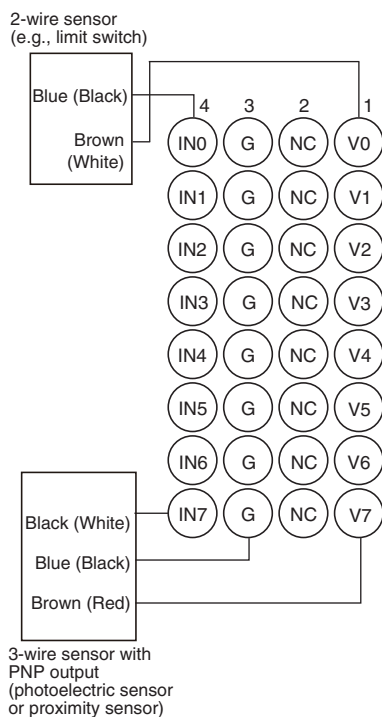 2-wire sensor
(e.g., limit switch)
Blue (Black)
Brown
(White)
4 3 2 1
IN0 G NC V0
IN1 G NC V1
IN2 G NC V2
IN3 G NC V3
IN4 G NC V4
IN5 G NC V5
IN6 G NC V6
IN7 G NC V7
Black (White)
Blue (Black)
Brown (Red)
3-wire sensor with
PNP output
(photoelectric sensor
or proximity sensor)